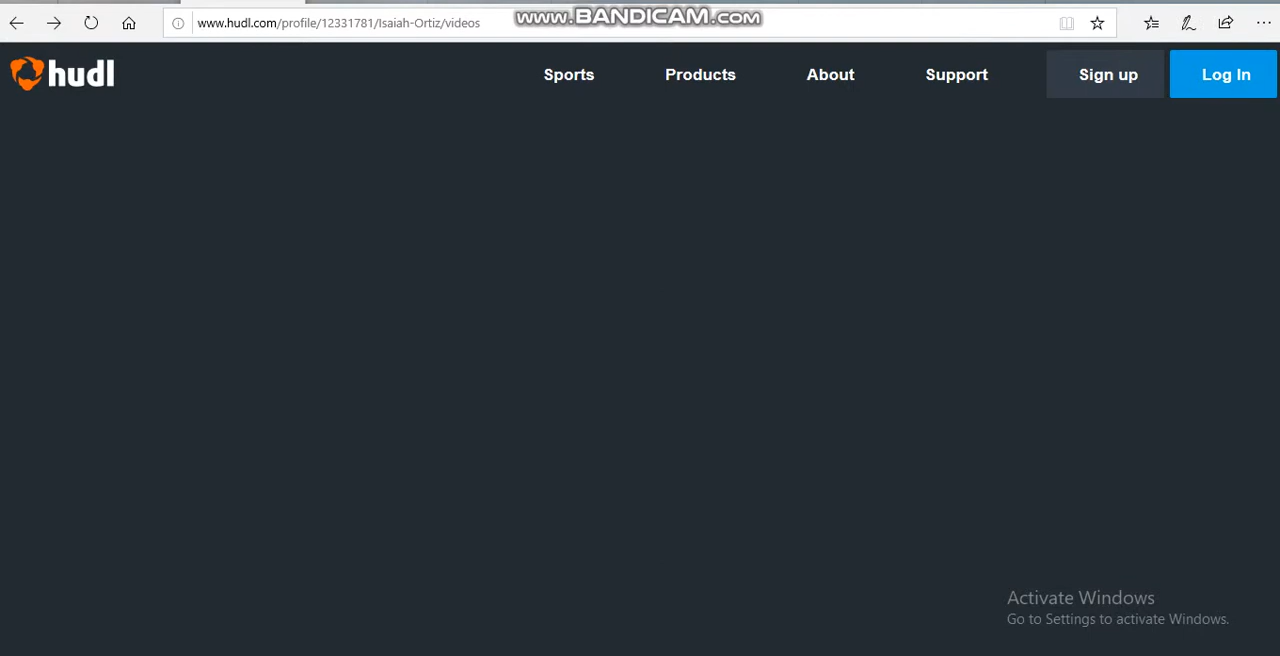 www.BANDICAM.com
www.hudl.com/profile/12331781/Isaiah-Ortiz/videos
hudl
Sports
Products
About
Support
Sign up
Log In
Activate Windows
Go to Settings to activate Windows.